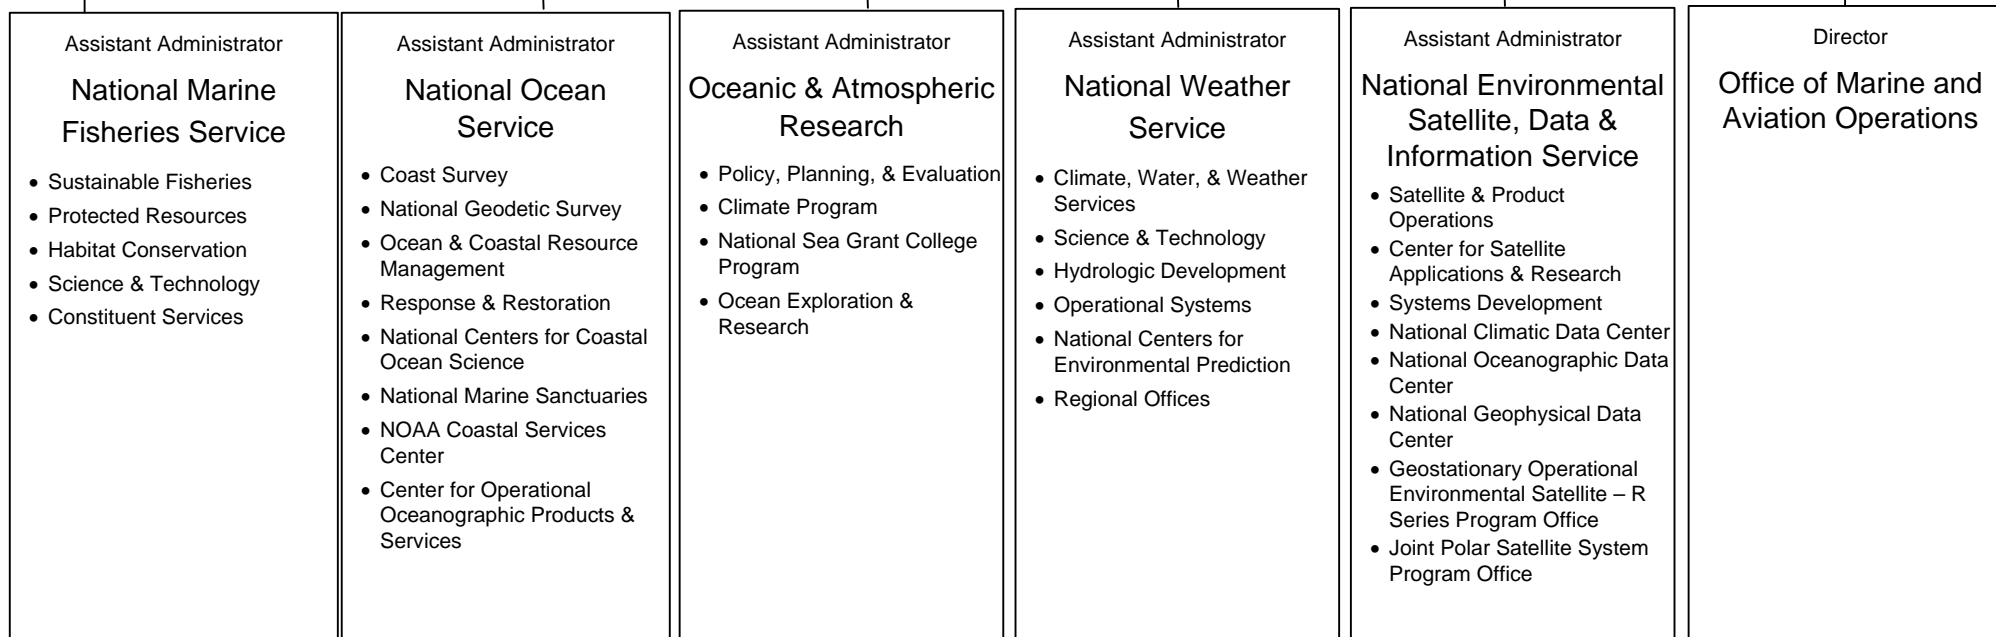 Assistant Administrator
National Marine
Fisheries Service
• Sustainable Fisheries
• Protected Resources
• Habitat Conservation
• Science & Technology
• Constituent Services
Assistant Administrator
National Ocean
Service
• Coast Survey
• National Geodetic Survey
• Ocean & Coastal Resource
Management
• Response & Restoration
• National Centers for Coastal
Ocean Science
• National Marine Sanctuaries
• NOAA Coastal Services
Center
• Center for Operational
Oceanographic Products &
Services
Assistant Administrator
Oceanic & Atmospheric
Research
• Policy, Planning, & Evaluation
• Climate Program
• National Sea Grant College
Program
• Ocean Exploration &
Research
Assistant Administrator
National Weather
Service
• Climate, Water, & Weather
Services
• Science & Technology
• Hydrologic Development
• Operational Systems
• National Centers for
Environmental Prediction
• Regional Offices
Assistant Administrator
National Environmental
Satellite, Data &
Information Service
• Satellite & Product
Operations
• Center for Satellite
Applications & Research
• Systems Development
• National Climatic Data Center
• National Oceanographic Data
Center
• National Geophysical Data
Center
• Geostationary Operational
Environmental Satellite – R
Series Program Office
• Joint Polar Satellite System
Program Office
Director
Office of Marine and
Aviation Operations